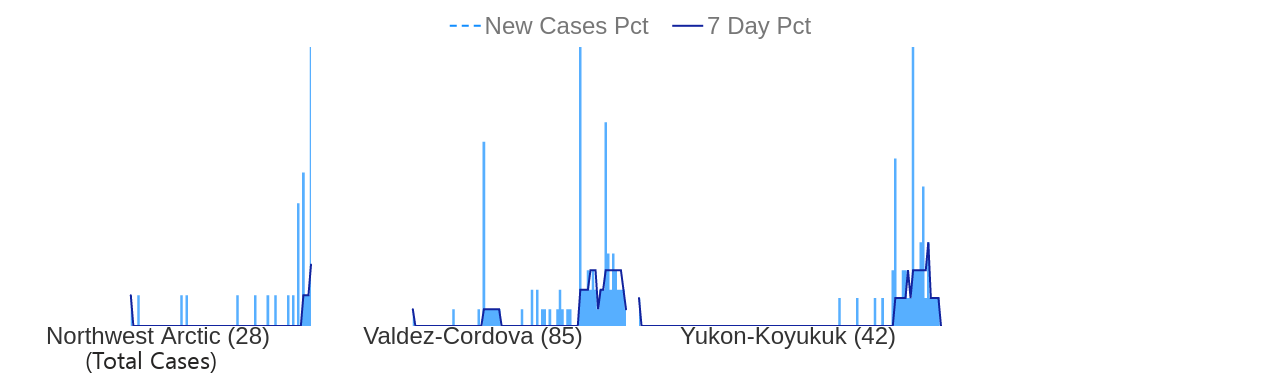 New Cases Pct 7 Day Pct
Northwest Arctic (28) Valdez-Cordova (85) Yukon-Koyukuk (42)
(Total Cases)